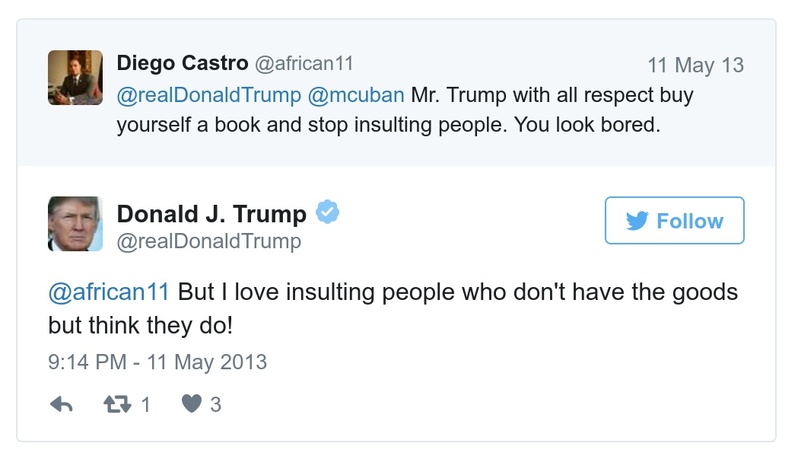 Diego Castro @african11 11 May 13
@realDonaldTrump @mcuban Mr. Trump with all respect buy
yourself a book and stop insulting people. You look bored.
Donald J. Trump
@realDonaldTrump
Follow
@african11 But I love insulting people who don't have the goods
but think they do!
9:14 PM - 11 May 2013
1 3